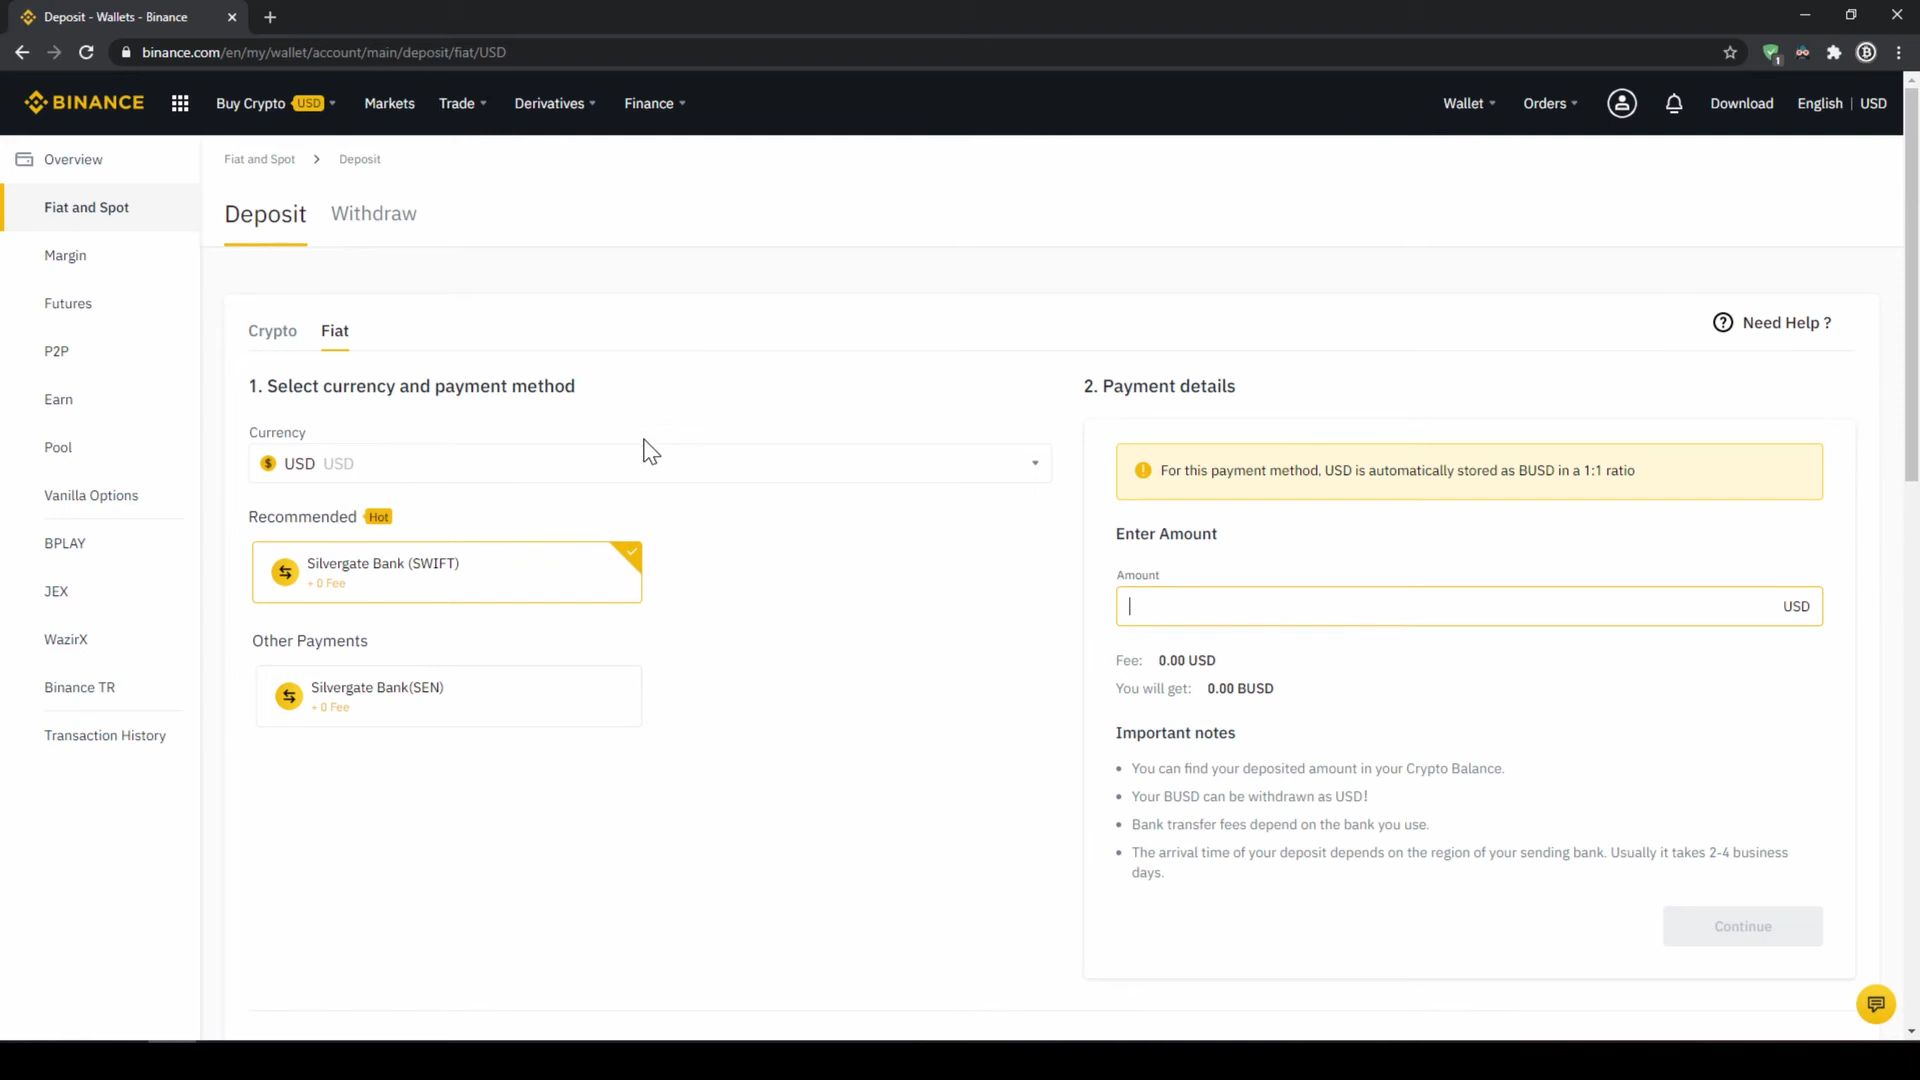 Deposit - Wallets - Binance
binance.com/en/my/wallet/account/main/deposit/fiat/USD
1
BINANCE
Buy Crypto USD
Markets
Trade
Derivatives
Finance
Wallet
Orders
Download
English | USD
Overview
Fiat and Spot
Margin
Futures
P2P
Earn
Pool
Vanilla Options
BPLAY
JEX
WazirX
Binance TR
Transaction History
Fiat and Spot > Deposit
Deposit
Withdraw
Crypto
Fiat
Need Help ?
1. Select currency and payment method
Currency
USD USD
Recommended Hot
Silvergate Bank (SWIFT)
+ 0 Fee
Other Payments
Silvergate Bank(SEN)
+ 0 Fee
2. Payment details
For this payment method, USD is automatically stored as BUSD in a 1:1 ratio
Enter Amount
Amount
USD
Fee: 0.00 USD
You will get: 0.00 BUSD
Important notes
• You can find your deposited amount in your Crypto Balance.
• Your BUSD can be withdrawn as USD!
• Bank transfer fees depend on the bank you use.
• The arrival time of your deposit depends on the region of your sending bank. Usually it takes 2-4 business
days.
Continue